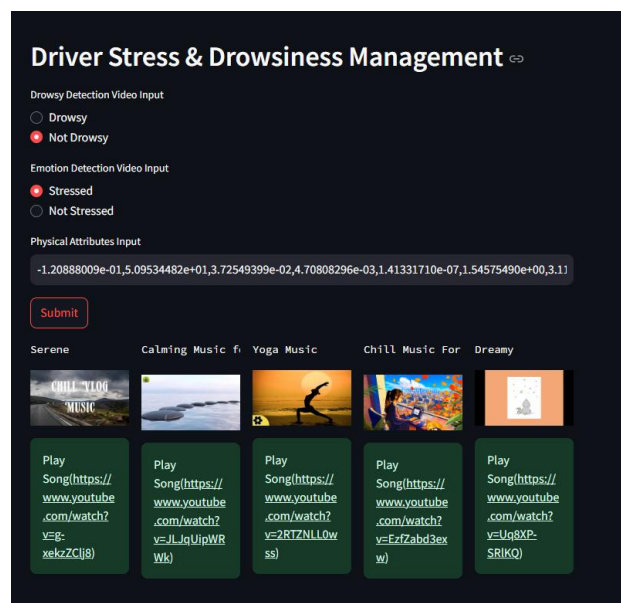 Driver Stress & Drowsiness Management
Drowsy Detection Video Input
Drowsy
Not Drowsy
Emotion Detection Video Input
Stressed
Not Stressed
Physical Attributes Input
-1.20888009e-01,5.09534482e+01,3.72549399e-02,4.70808296e-03,1.41331710e-07,1.54575490e+00,3.11
Submit
Serene
Calming Music f
Yoga Music
Chill Music For
Dreamy
CHILL VLOG
MUSIC
Play
Song(https://
www.youtube
.com/watch?
v=g-
xekzZClj8)
Play
Song(https://
www.youtube
.com/watch?
v=JLJqUipWR
Wk)
Play
Song(https://
www.youtube
.com/watch?
v=2RTZNLL0w
ss)
Play
Song(https://
www.youtube
.com/watch?
v=EzfZabd3ex
w)
Play
Song(https://
www.youtube
.com/watch?
v=Uq8XP-
SRlKQ)